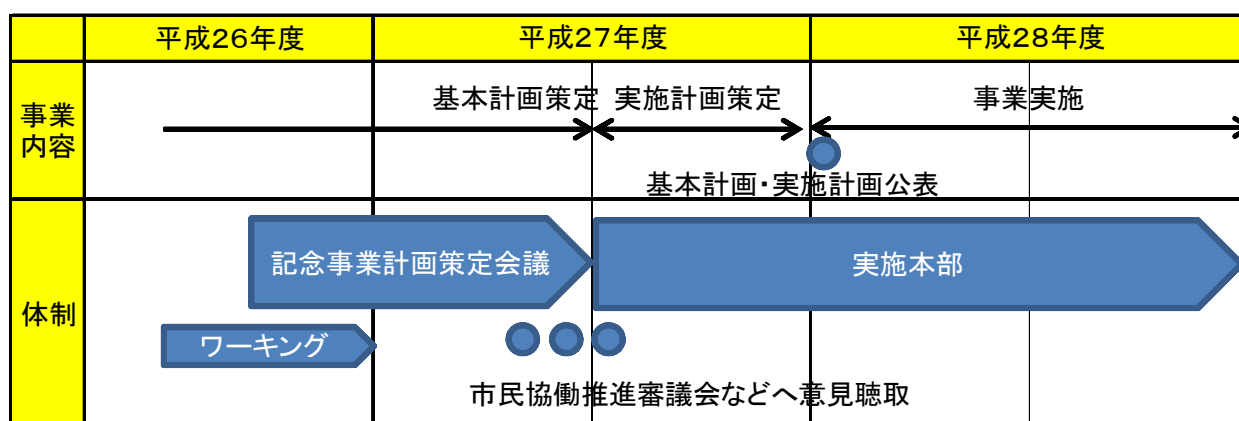 平成２６年度
平成２７年度
平成２８年度
事業
内容
基本計画策定
実施計画策定
事業実施
基本計画・実施計画公表
体制
記念事業計画策定会議
実施本部
ワーキング
市民協働推進審議会などへ意見聴取